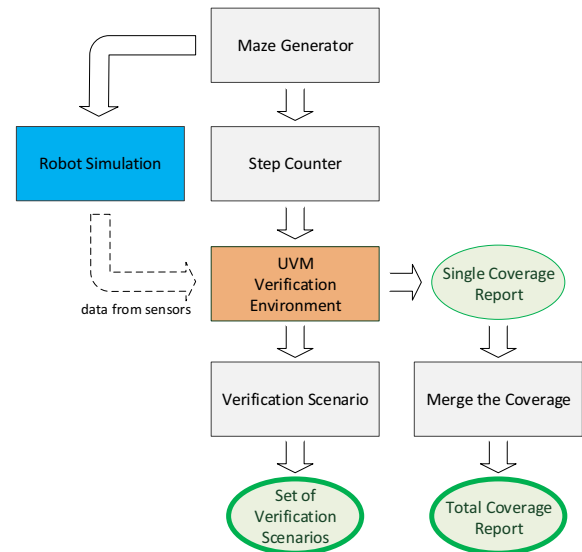 Maze Generator
Robot Simulation
Step Counter
UVM
Verification
Environment
Single Coverage
Report
data from sensors
Verification Scenario
Merge the Coverage
Set of
Verification
Scenarios
Total Coverage
Report